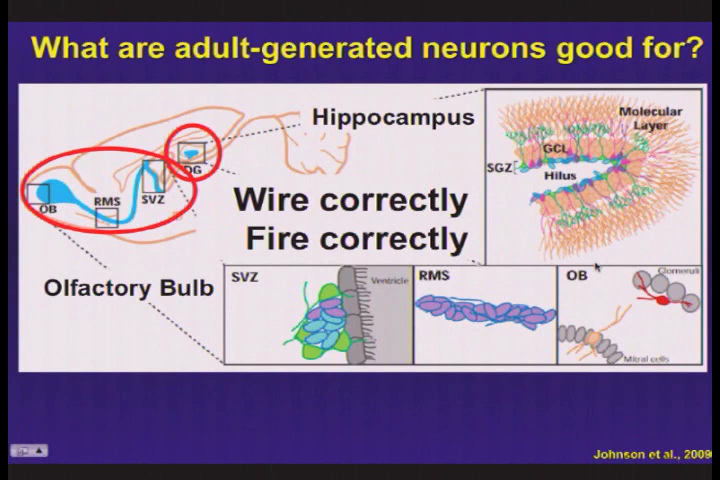 What are adult-generated neurons good for?
Hippocampus
Molecular
Layer
GCL
SGZ
Hilus
DG
OB
RMS
SVZ
Wire correctly
Fire correctly
Olfactory Bulb
SVZ
Ventricle
RMS
OB
Glomeruli
Mitral cells
Johnson et al., 2009